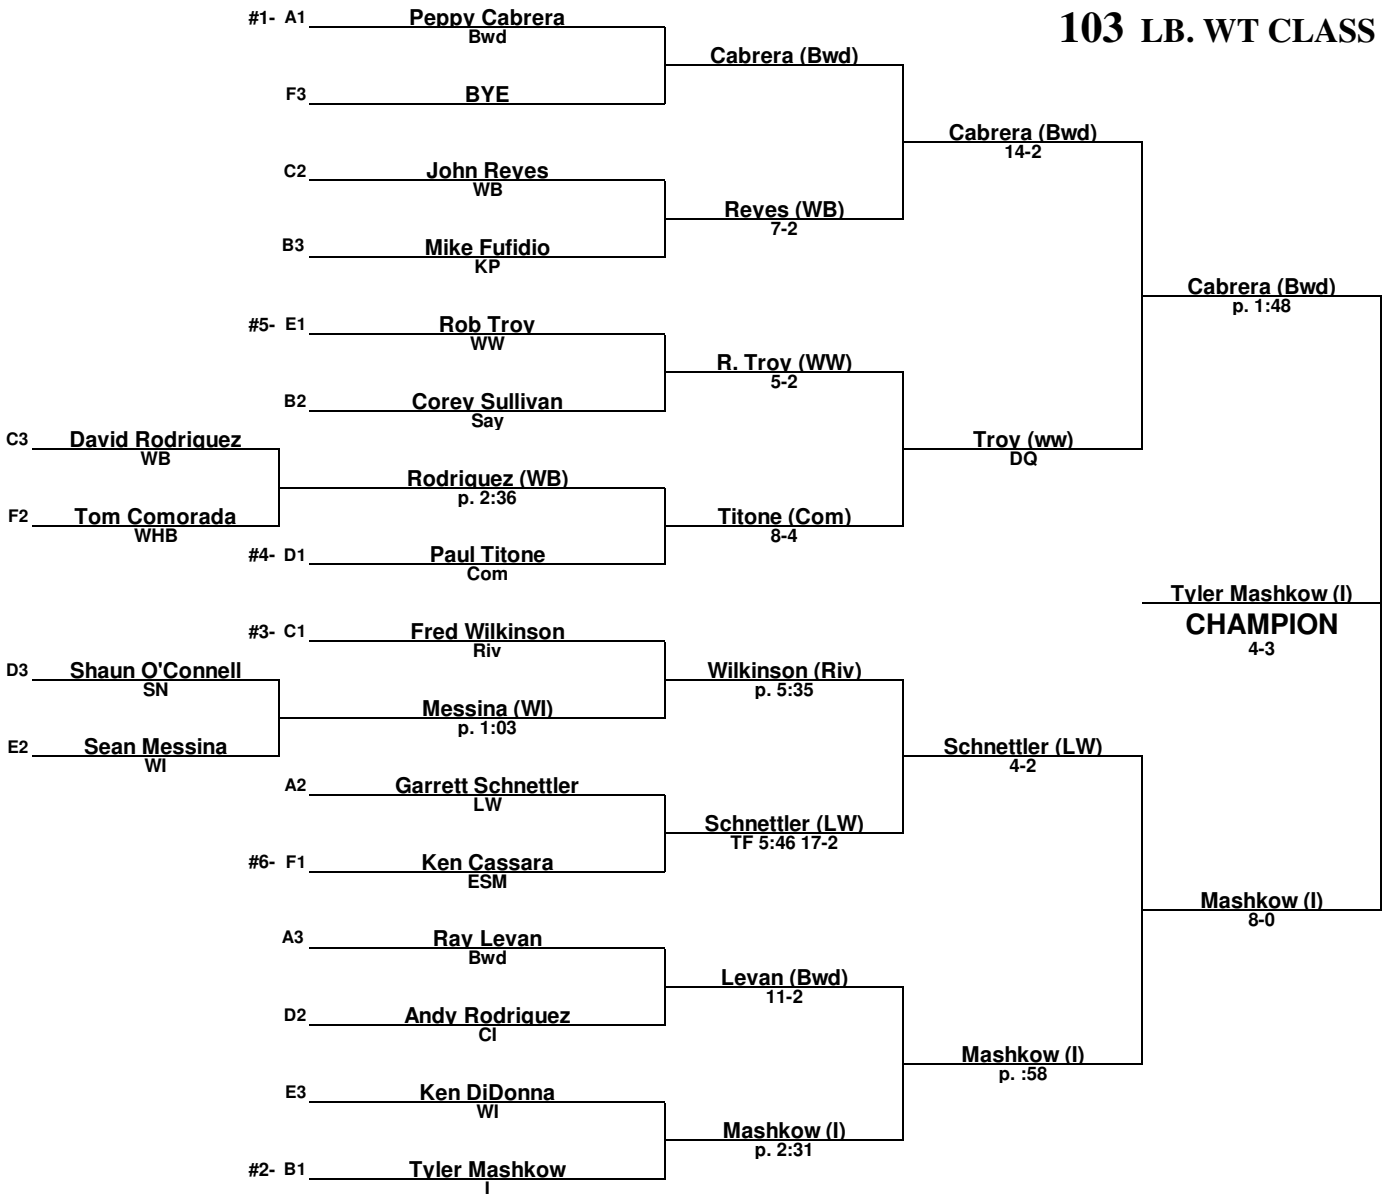 103 LB. WT CLASS
#1- A1 Peppy Cabrera
Bwd
Cabrera (Bwd)
F3 BYE
Cabrera (Bwd)
14-2
C2 John Reyes
WB
Reyes (WB)
7-2
B3 Mike Fufidio
KP
Cabrera (Bwd)
p. 1:48
#5- E1 Rob Troy
WW
R. Troy (WW)
5-2
B2 Corey Sullivan
Say
C3 David Rodriguez
WB
Troy (ww)
DQ
Rodriguez (WB)
p. 2:36
F2 Tom Comorada
WHB
Titone (Com)
8-4
#4- D1 Paul Titone
Com
Tyler Mashkow (I)
CHAMPION
4-3
#3- C1 Fred Wilkinson
Riv
D3 Shaun O'Connell
SN
Wilkinson (Riv)
p. 5:35
Messina (WI)
p. 1:03
E2 Sean Messina
WI
Schnettler (LW)
4-2
A2 Garrett Schnettler
LW
Schnettler (LW)
TF 5:46 17-2
#6- F1 Ken Cassara
ESM
Mashkow (I)
8-0
A3 Ray Levan
Bwd
Levan (Bwd)
11-2
D2 Andy Rodriguez
CI
Mashkow (I)
p. :58
E3 Ken DiDonna
WI
Mashkow (I)
p. 2:31
#2- B1 Tyler Mashkow
I